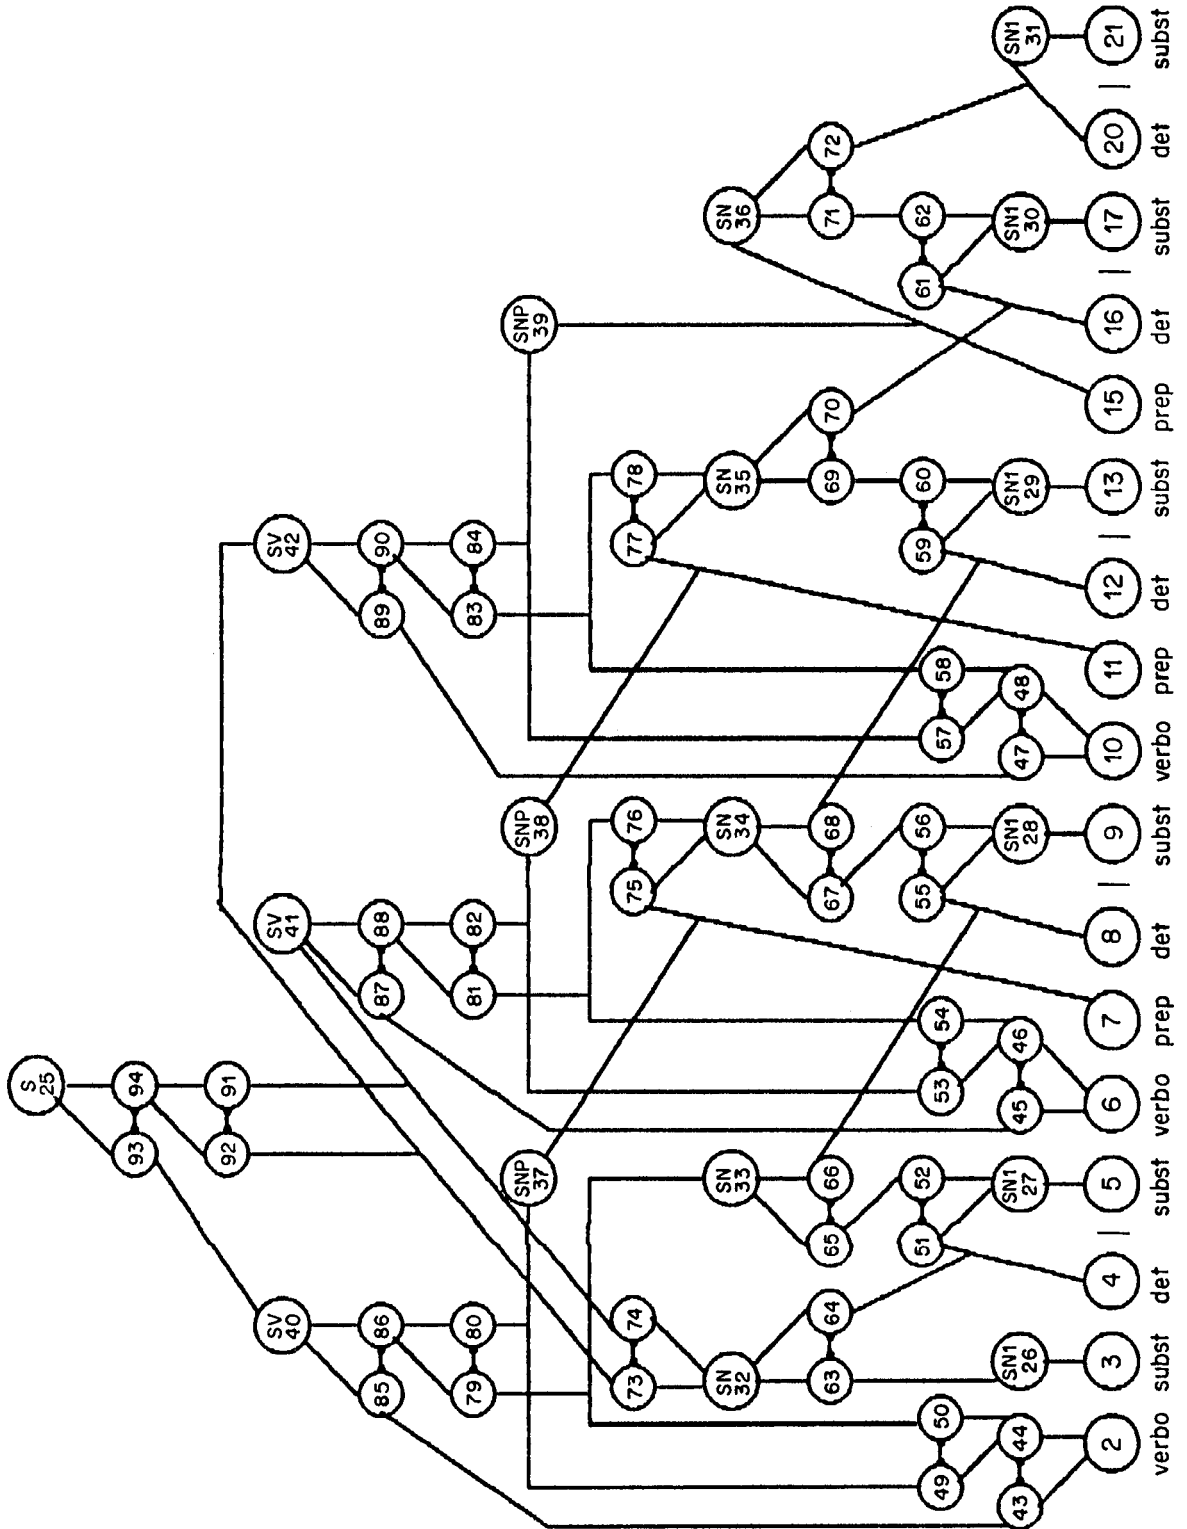 S
25
93 94
92 91
SV SV SV
40 41 42
85 86 87 88 89 90
79 80 81 82 83 84
SNP SNP SNP
37 38 39
73 74 75 76 77 78
SN SN SN SN SN
32 33 34 35 36
63 64 65 66 67 68 69 70 71 72
49 50 51 52 53 54 55 56 57 58 59 60 61 62
43 44 SN1 SN1 45 46 SN1 47 48 SN1 SN1 SN1
26 27 28 29 30 31
2 3 4 | 5 6 7 8 | 9 10 11 12 | 13 15 16 | 17 20 | 21
verbo subst det subst verbo prep det subst verbo prep det subst prep det subst det subst